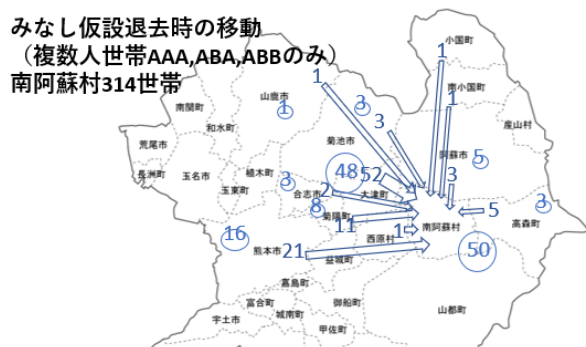 みなし仮設退去時の移動
（複数人世帯AAA,ABA,ABBのみ）
南阿蘇村314世帯
小国町
1
南小国町
1
産山村
山鹿市
1
1
3
3
南関町
和水町
菊池市
荒尾市
長洲町
玉名市
玉東町
植木町
3
合志市
2
8
菊陽町
11
48
52
大津町
阿蘇市
5
3
5
3
高森町
南阿蘇村
50
1
西原村
16
熊本市
21
益城町
嘉島町
富合町
城南町
御船町
宇土市
甲佐町
山都町